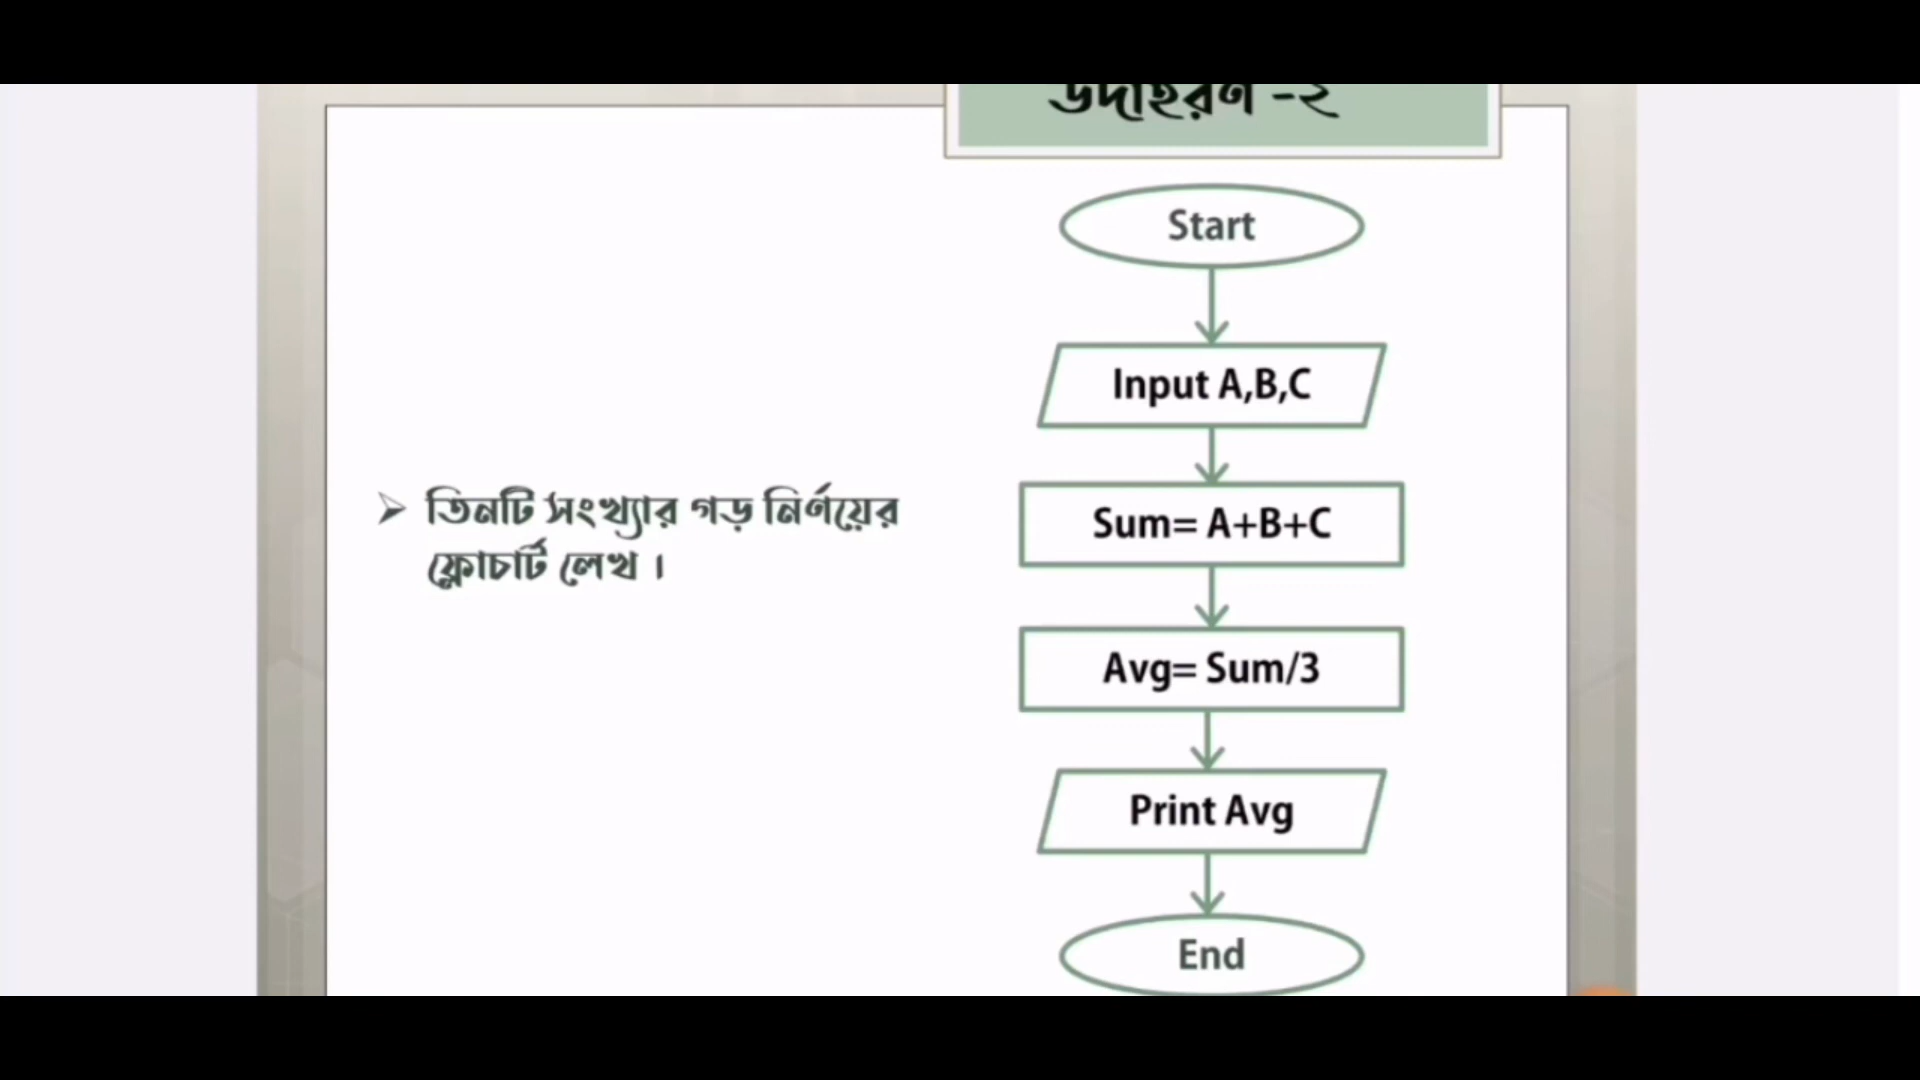 উদাহরণ -২
Start
Input A,B,C
➢ তিনটি সংখ্যার গড় নির্ণয়ের
ফ্লোচার্ট লেখ ।
Sum= A+B+C
Avg= Sum/3
Print Avg
End